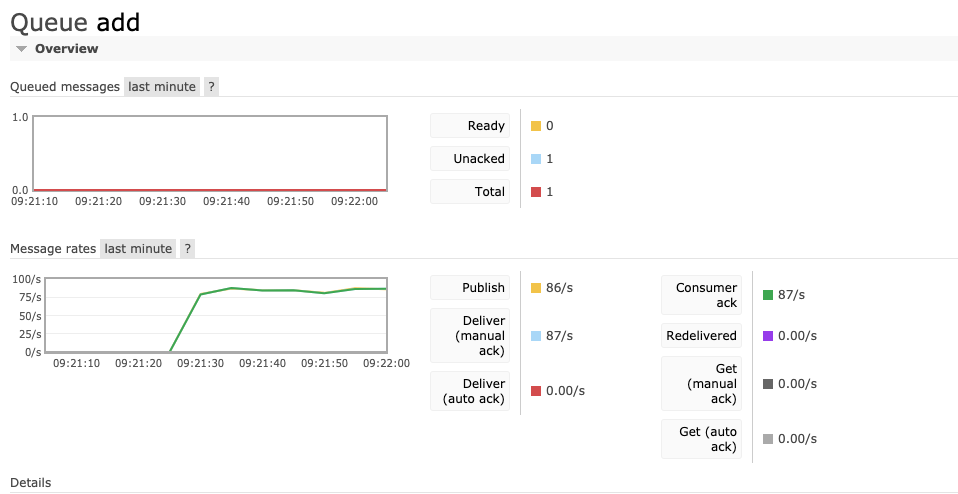 Queue add
Overview
Queued messages last minute ?
1.0
0.0
09:21:10 09:21:20 09:21:30 09:21:40 09:21:50 09:22:00
Ready 0
Unacked 1
Total 1
Message rates last minute ?
100/s
75/s
50/s
25/s
0/s
09:21:10 09:21:20 09:21:30 09:21:40 09:21:50 09:22:00
Publish 86/s
Deliver
(manual 87/s
ack)
Deliver
(auto ack) 0.00/s
Consumer
ack 87/s
Redelivered 0.00/s
Get
(manual 0.00/s
ack)
Get (auto
ack) 0.00/s
Details